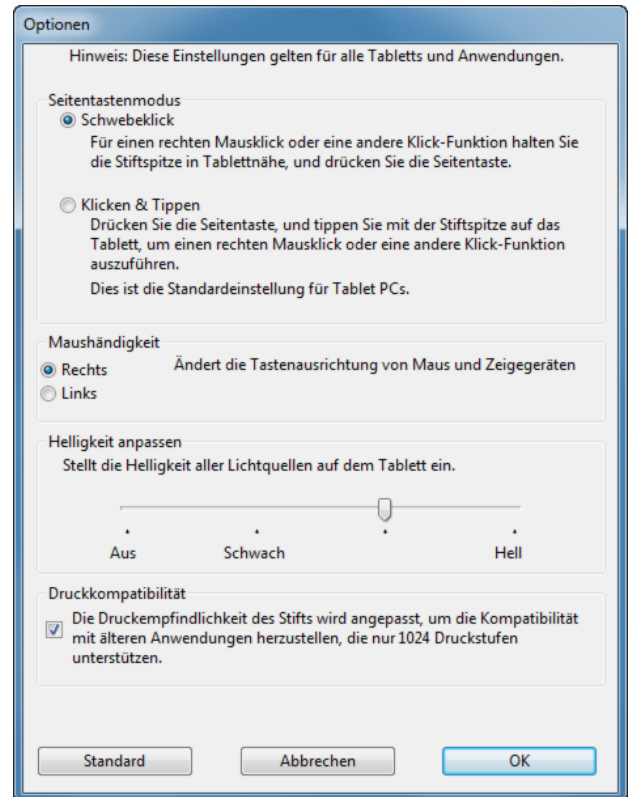 Optionen
Hinweis: Diese Einstellungen gelten für alle Tabletts und Anwendungen.
Seitentastenmodus
Schwebeklick
Für einen rechten Mausklick oder eine andere Klick-Funktion halten Sie
die Stiftspitze in Tablettnähe, und drücken Sie die Seitentaste.
Klicken & Tippen
Drücken Sie die Seitentaste, und tippen Sie mit der Stiftspitze auf das
Tablett, um einen rechten Mausklick oder eine andere Klick-Funktion
auszuführen.
Dies ist die Standardeinstellung für Tablet PCs.
Maushändigkeit
Rechts
Ändert die Tastenausrichtung von Maus und Zeigegeräten
Links
Helligkeit anpassen
Stellt die Helligkeit aller Lichtquellen auf dem Tablett ein.
Aus Schwach Hell
Druckkompatibilität
Die Druckempfindlichkeit des Stifts wird angepasst, um die Kompatibilität
mit älteren Anwendungen herzustellen, die nur 1024 Druckstufen
unterstützen.
Standard Abbrechen OK